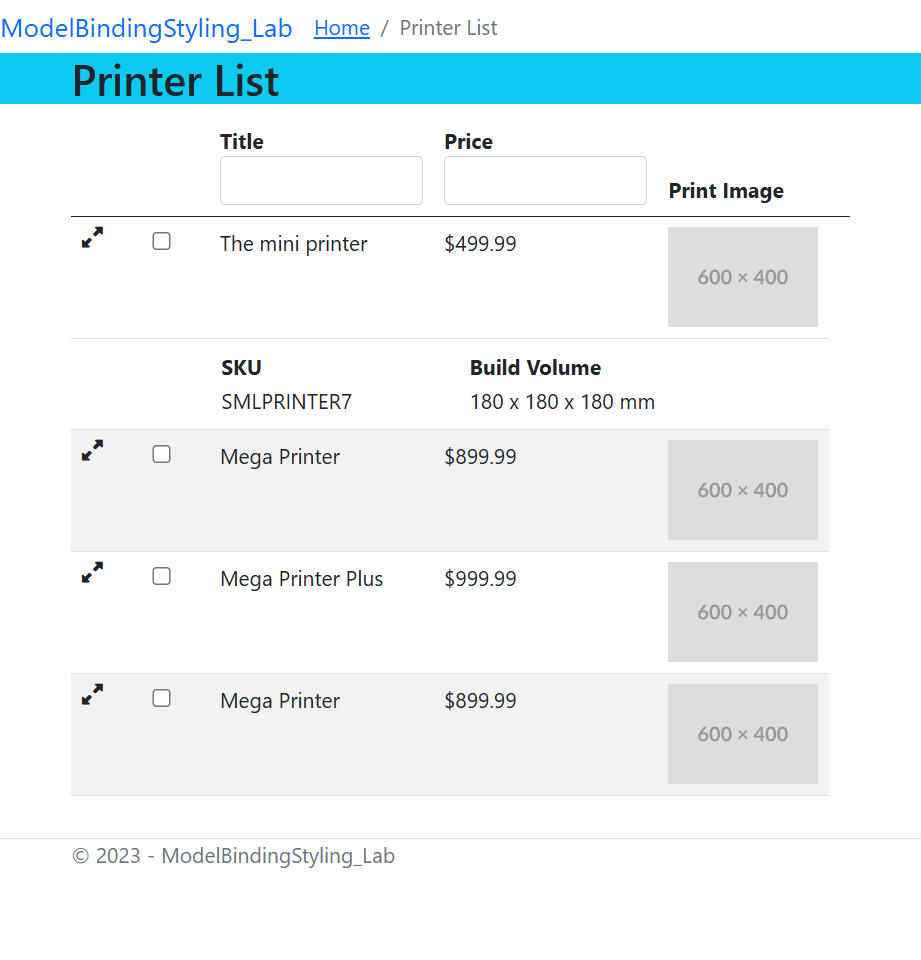 ModelBindingStyling_Lab Home / Printer List
Printer List
Title Price
Print Image
The mini printer $499.99
600 × 400
SKU Build Volume
SMLPRINTER7 180 x 180 x 180 mm
Mega Printer $899.99
600 × 400
Mega Printer Plus $999.99
600 × 400
Mega Printer $899.99
600 × 400
© 2023 - ModelBindingStyling_Lab